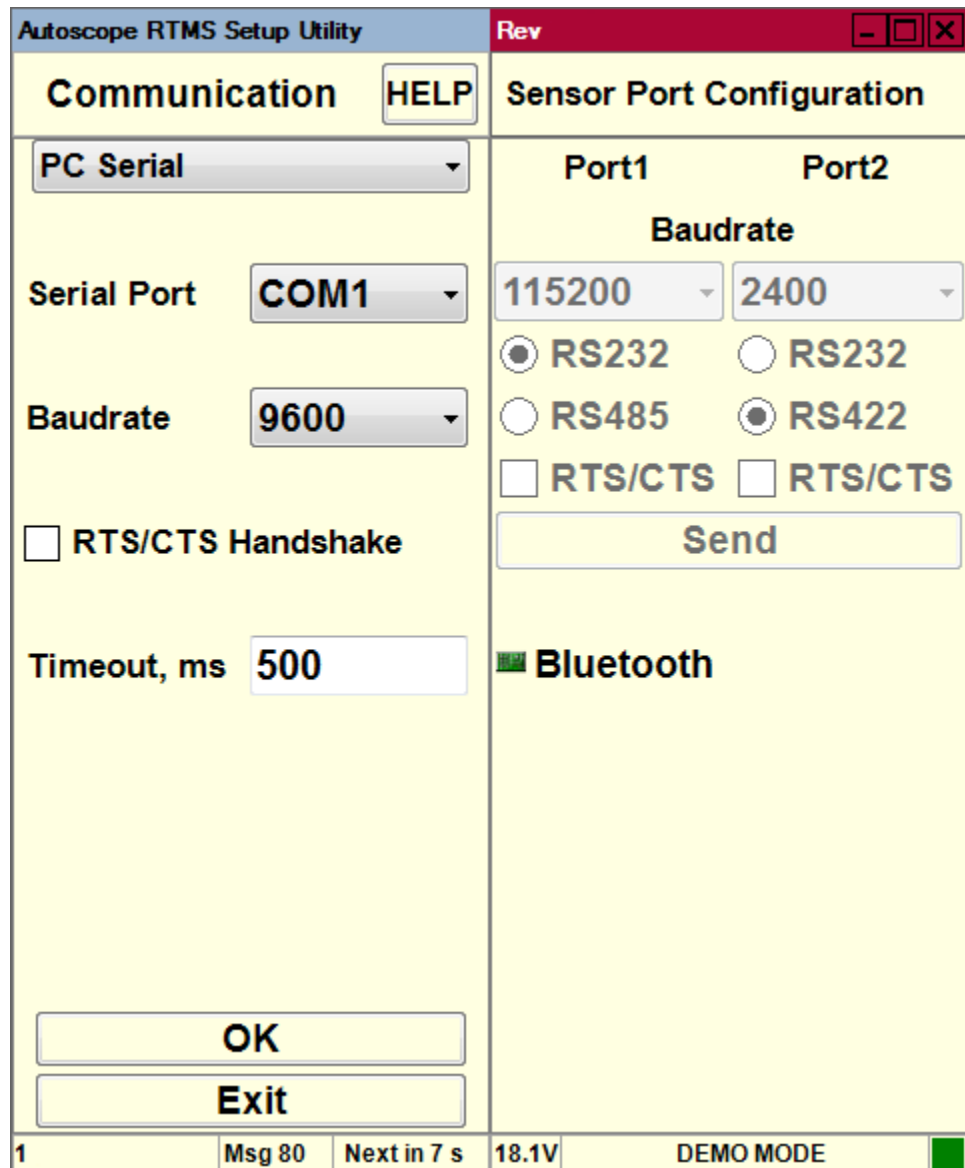 Autoscope RTMS Setup Utility
Rev
Communication
HELP
Sensor Port Configuration
PC Serial
Port1 Port2
Baudrate
Serial Port COM1
115200 2400
RS232 RS232
Baudrate 9600
RS485 RS422
RTS/CTS RTS/CTS
RTS/CTS Handshake
Send
Timeout, ms 500
Bluetooth
OK
Exit
1 Msg 80 Next in 7 s 18.1V DEMO MODE